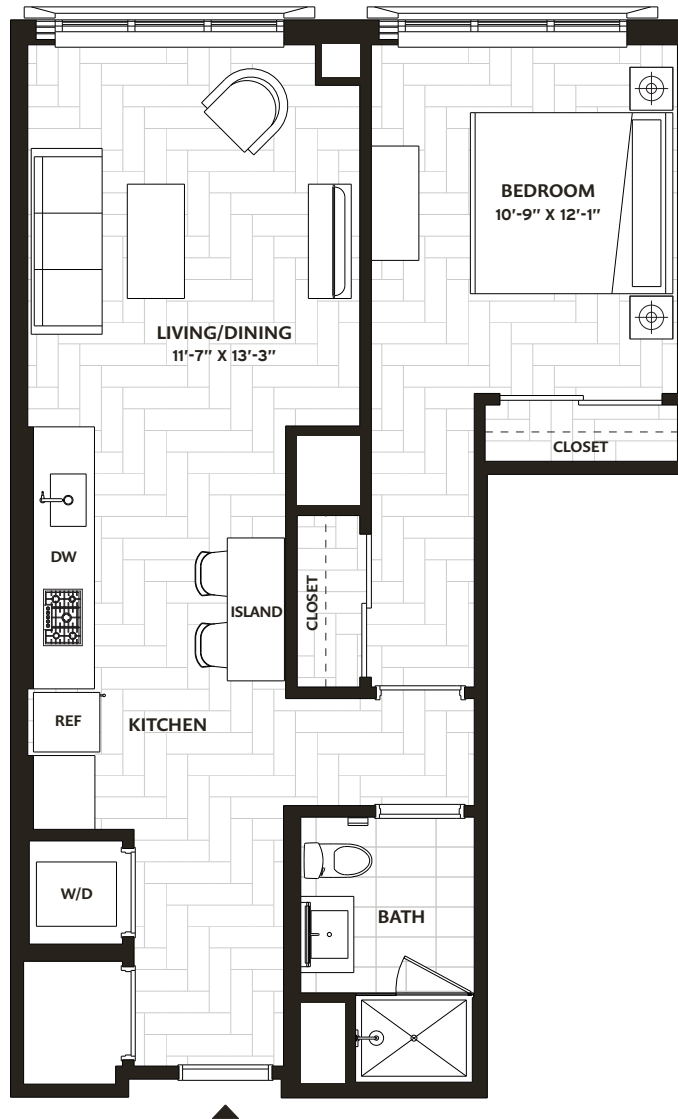 BEDROOM
10'-9" X 12'-1"
LIVING/DINING
11'-7" X 13'-3"
CLOSET
DW
CLOSET
ISLAND
REF
KITCHEN
W/D
BATH